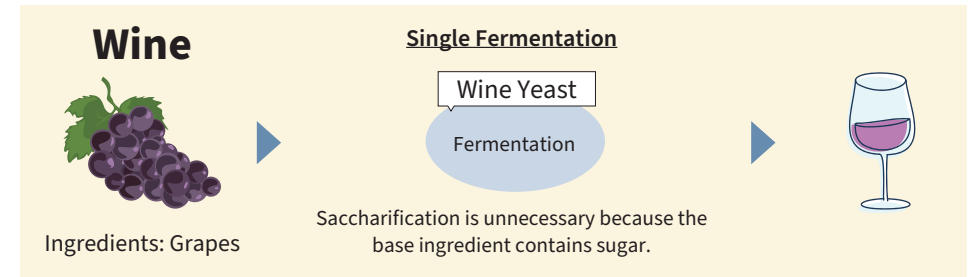 Wine
Single Fermentation
Wine Yeast
Fermentation
Saccharification is unnecessary because the
base ingredient contains sugar.
Ingredients: Grapes